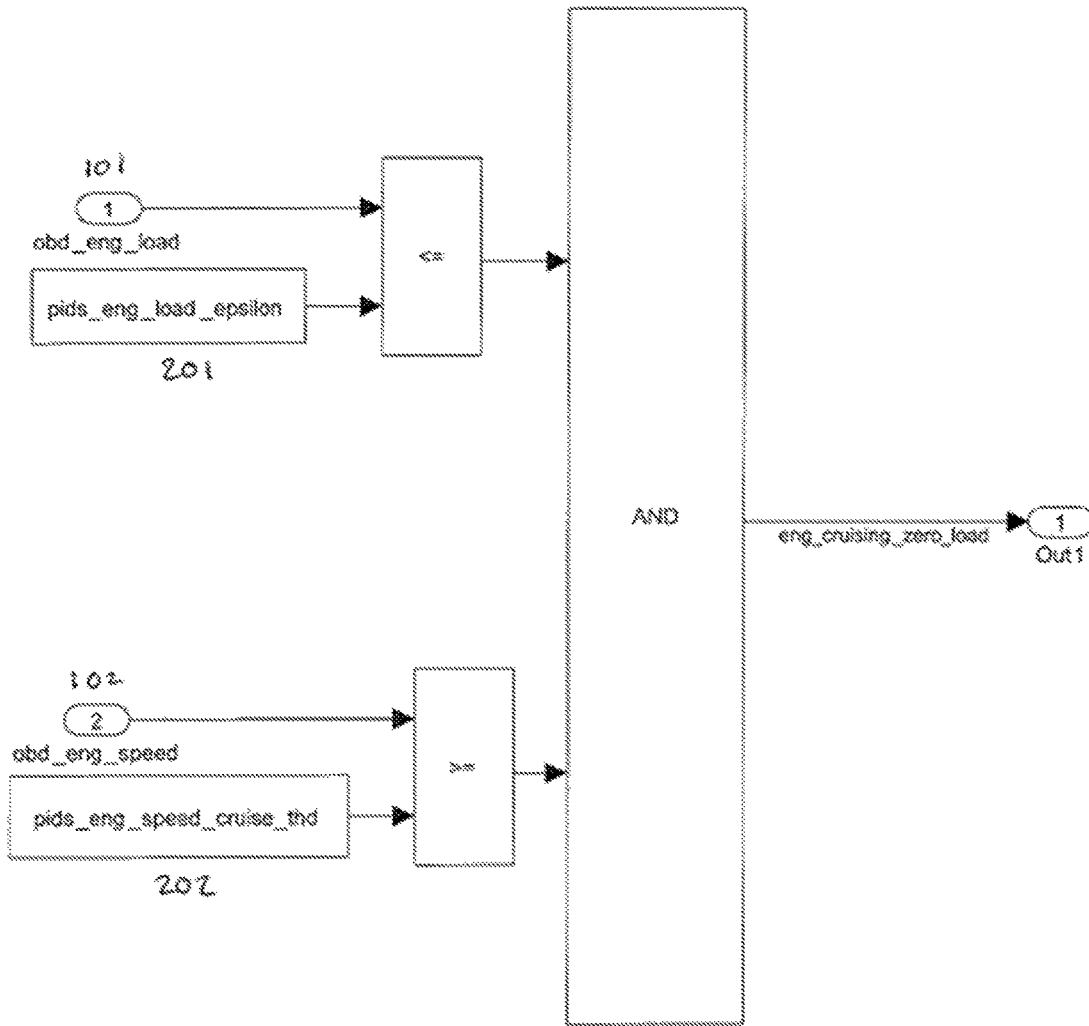 101
1
obd_eng_load
pids_eng_load_epsilon
201
<=
AND
eng_cruising_zero_load
1
Out1
102
2
obd_eng_speed
pids_eng_speed_cruise_thd
202
>=